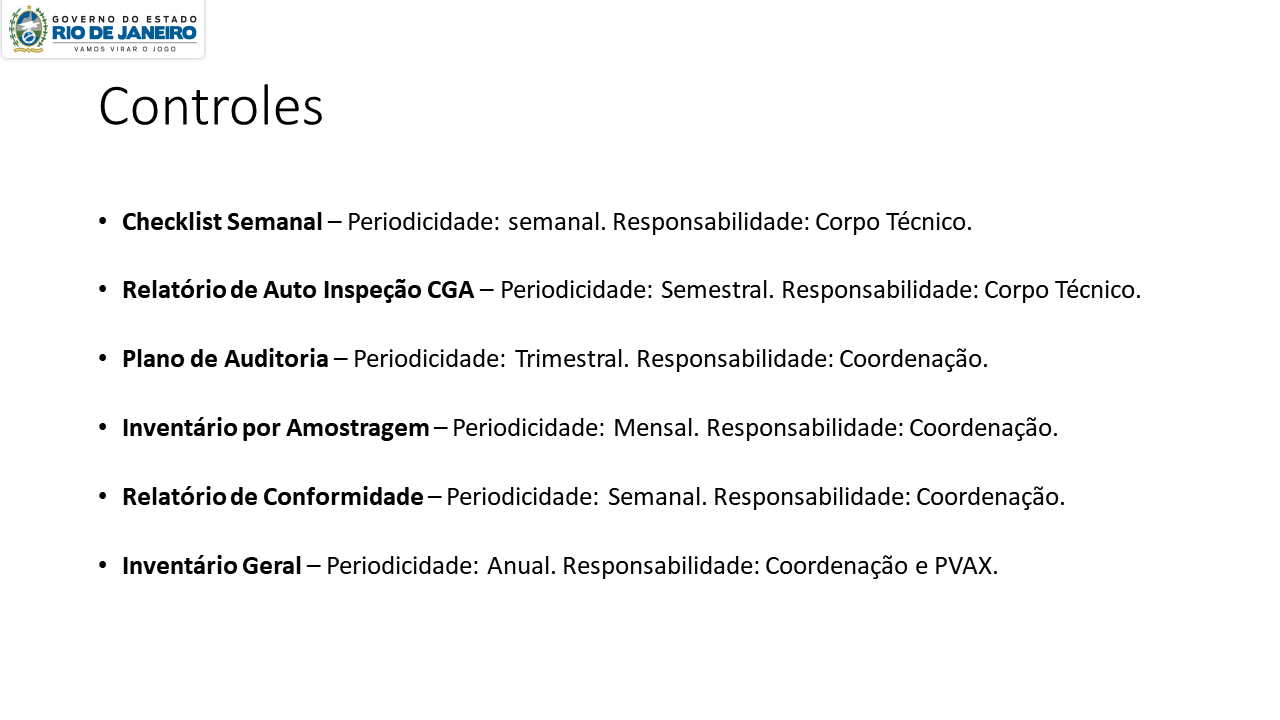 GOVERNO DO ESTADO
RIO DE JANEIRO
VAMOS VIRAR O JOGO
Controles
• Checklist Semanal – Periodicidade: semanal. Responsabilidade: Corpo Técnico.
• Relatório de Auto Inspeção CGA – Periodicidade: Semestral. Responsabilidade: Corpo Técnico.
• Plano de Auditoria – Periodicidade: Trimestral. Responsabilidade: Coordenação.
• Inventário por Amostragem – Periodicidade: Mensal. Responsabilidade: Coordenação.
• Relatório de Conformidade – Periodicidade: Semanal. Responsabilidade: Coordenação.
• Inventário Geral – Periodicidade: Anual. Responsabilidade: Coordenação e PVAX.